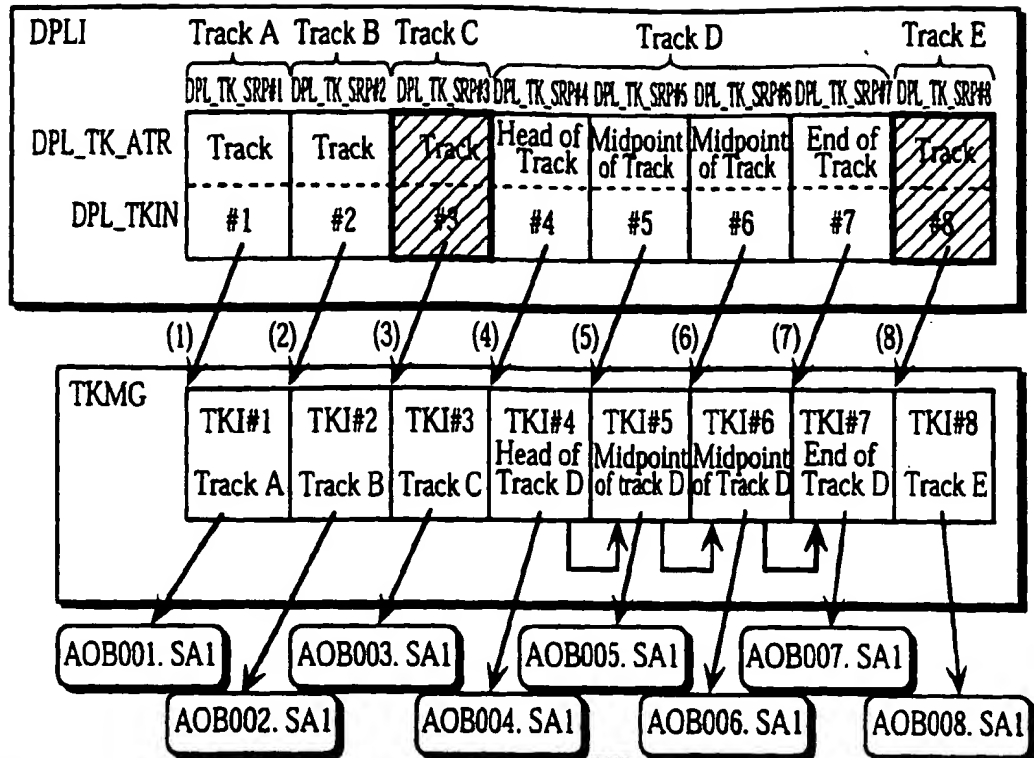 DPLI
Track A Track B Track C Track D Track E
DPL_TK_SRP#1 DPL_TK_SRP#2 DPL_TK_SRP#3 DPL_TK_SRP#4 DPL_TK_SRP#5 DPL_TK_SRP#6 DPL_TK_SRP#7 DPL_TK_SRP#8
DPL_TK_ATR Track Track Track Head of Track Midpoint of Track Midpoint of Track End of Track Track
DPL_TKIN #1 #2 #3 #4 #5 #6 #7 #8
(1) (2) (3) (4) (5) (6) (7) (8)
TKMG
TKI#1 TKI#2 TKI#3 TKI#4 TKI#5 TKI#6 TKI#7 TKI#8
Head of Midpoint Midpoint End of
Track A Track B Track C Track D of track D of Track D Track D Track E
AOB001. SA1 AOB003. SA1 AOB005. SA1 AOB007. SA1
AOB002. SA1 AOB004. SA1 AOB006. SA1 AOB008. SA1